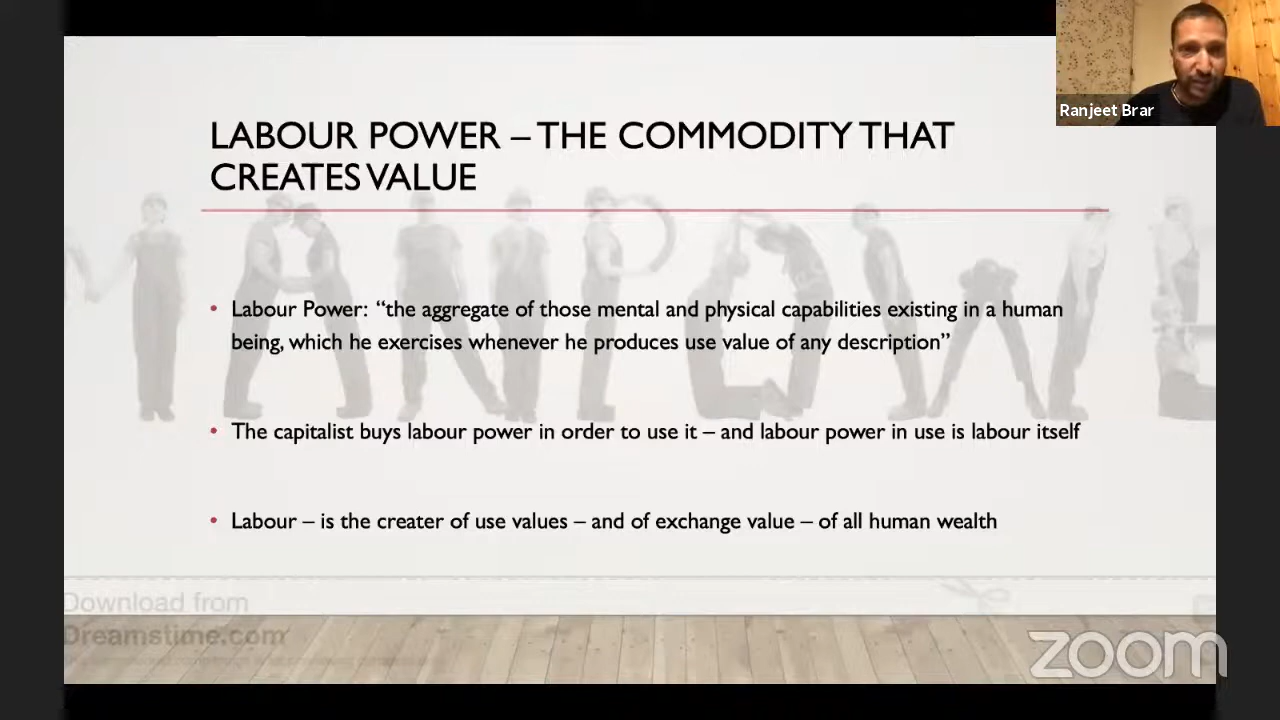 Ranjeet Brar
LABOUR POWER – THE COMMODITY THAT
CREATES VALUE
• Labour Power: “the aggregate of those mental and physical capabilities existing in a human
being, which he exercises whenever he produces use value of any description”
• The capitalist buys labour power in order to use it – and labour power in use is labour itself
• Labour – is the creater of use values – and of exchange value – of all human wealth
Download from
Dreamstime.com
zoom